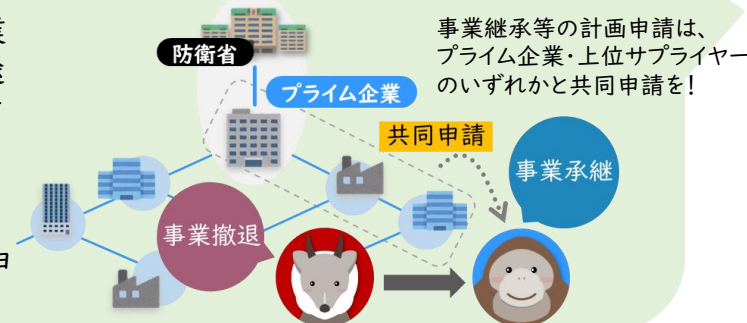 事業継承等の計画申請は、
プライム企業・上位サプライヤー
のいずれかと共同申請を!
防衛省
プライム企業
共同申請
事業承継
事業撤退